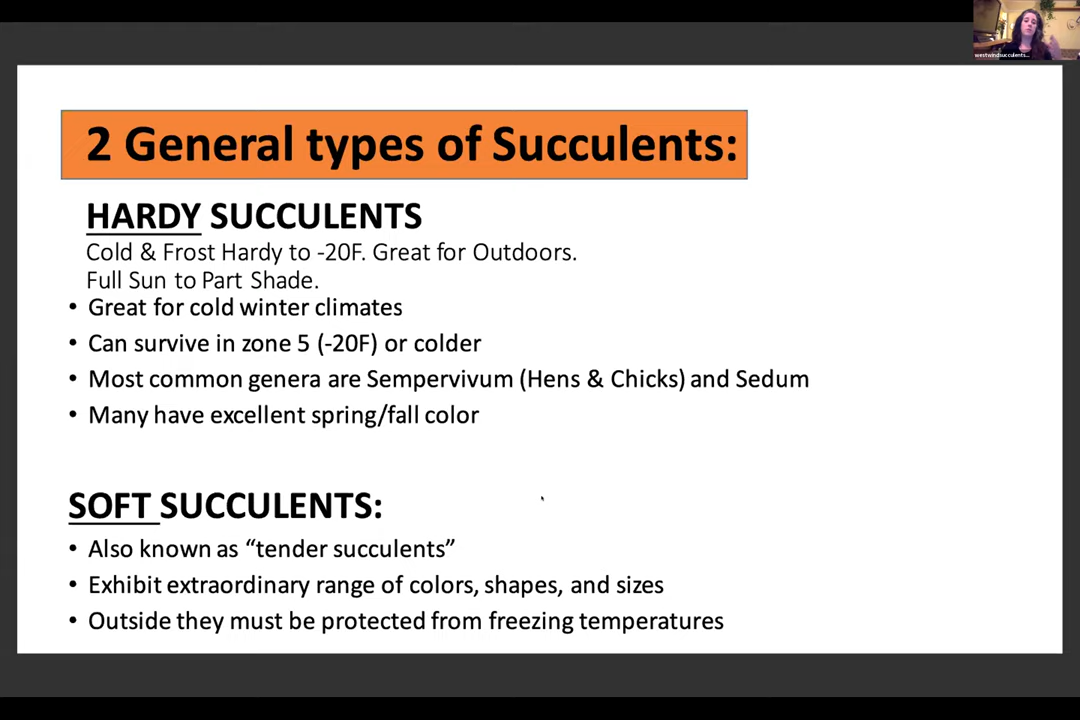 westwindsucculents...
2 General types of Succulents:
HARDY SUCCULENTS
Cold & Frost Hardy to -20F. Great for Outdoors.
Full Sun to Part Shade.
• Great for cold winter climates
• Can survive in zone 5 (-20F) or colder
• Most common genera are Sempervivum (Hens & Chicks) and Sedum
• Many have excellent spring/fall color
SOFT SUCCULENTS:
• Also known as “tender succulents”
• Exhibit extraordinary range of colors, shapes, and sizes
• Outside they must be protected from freezing temperatures